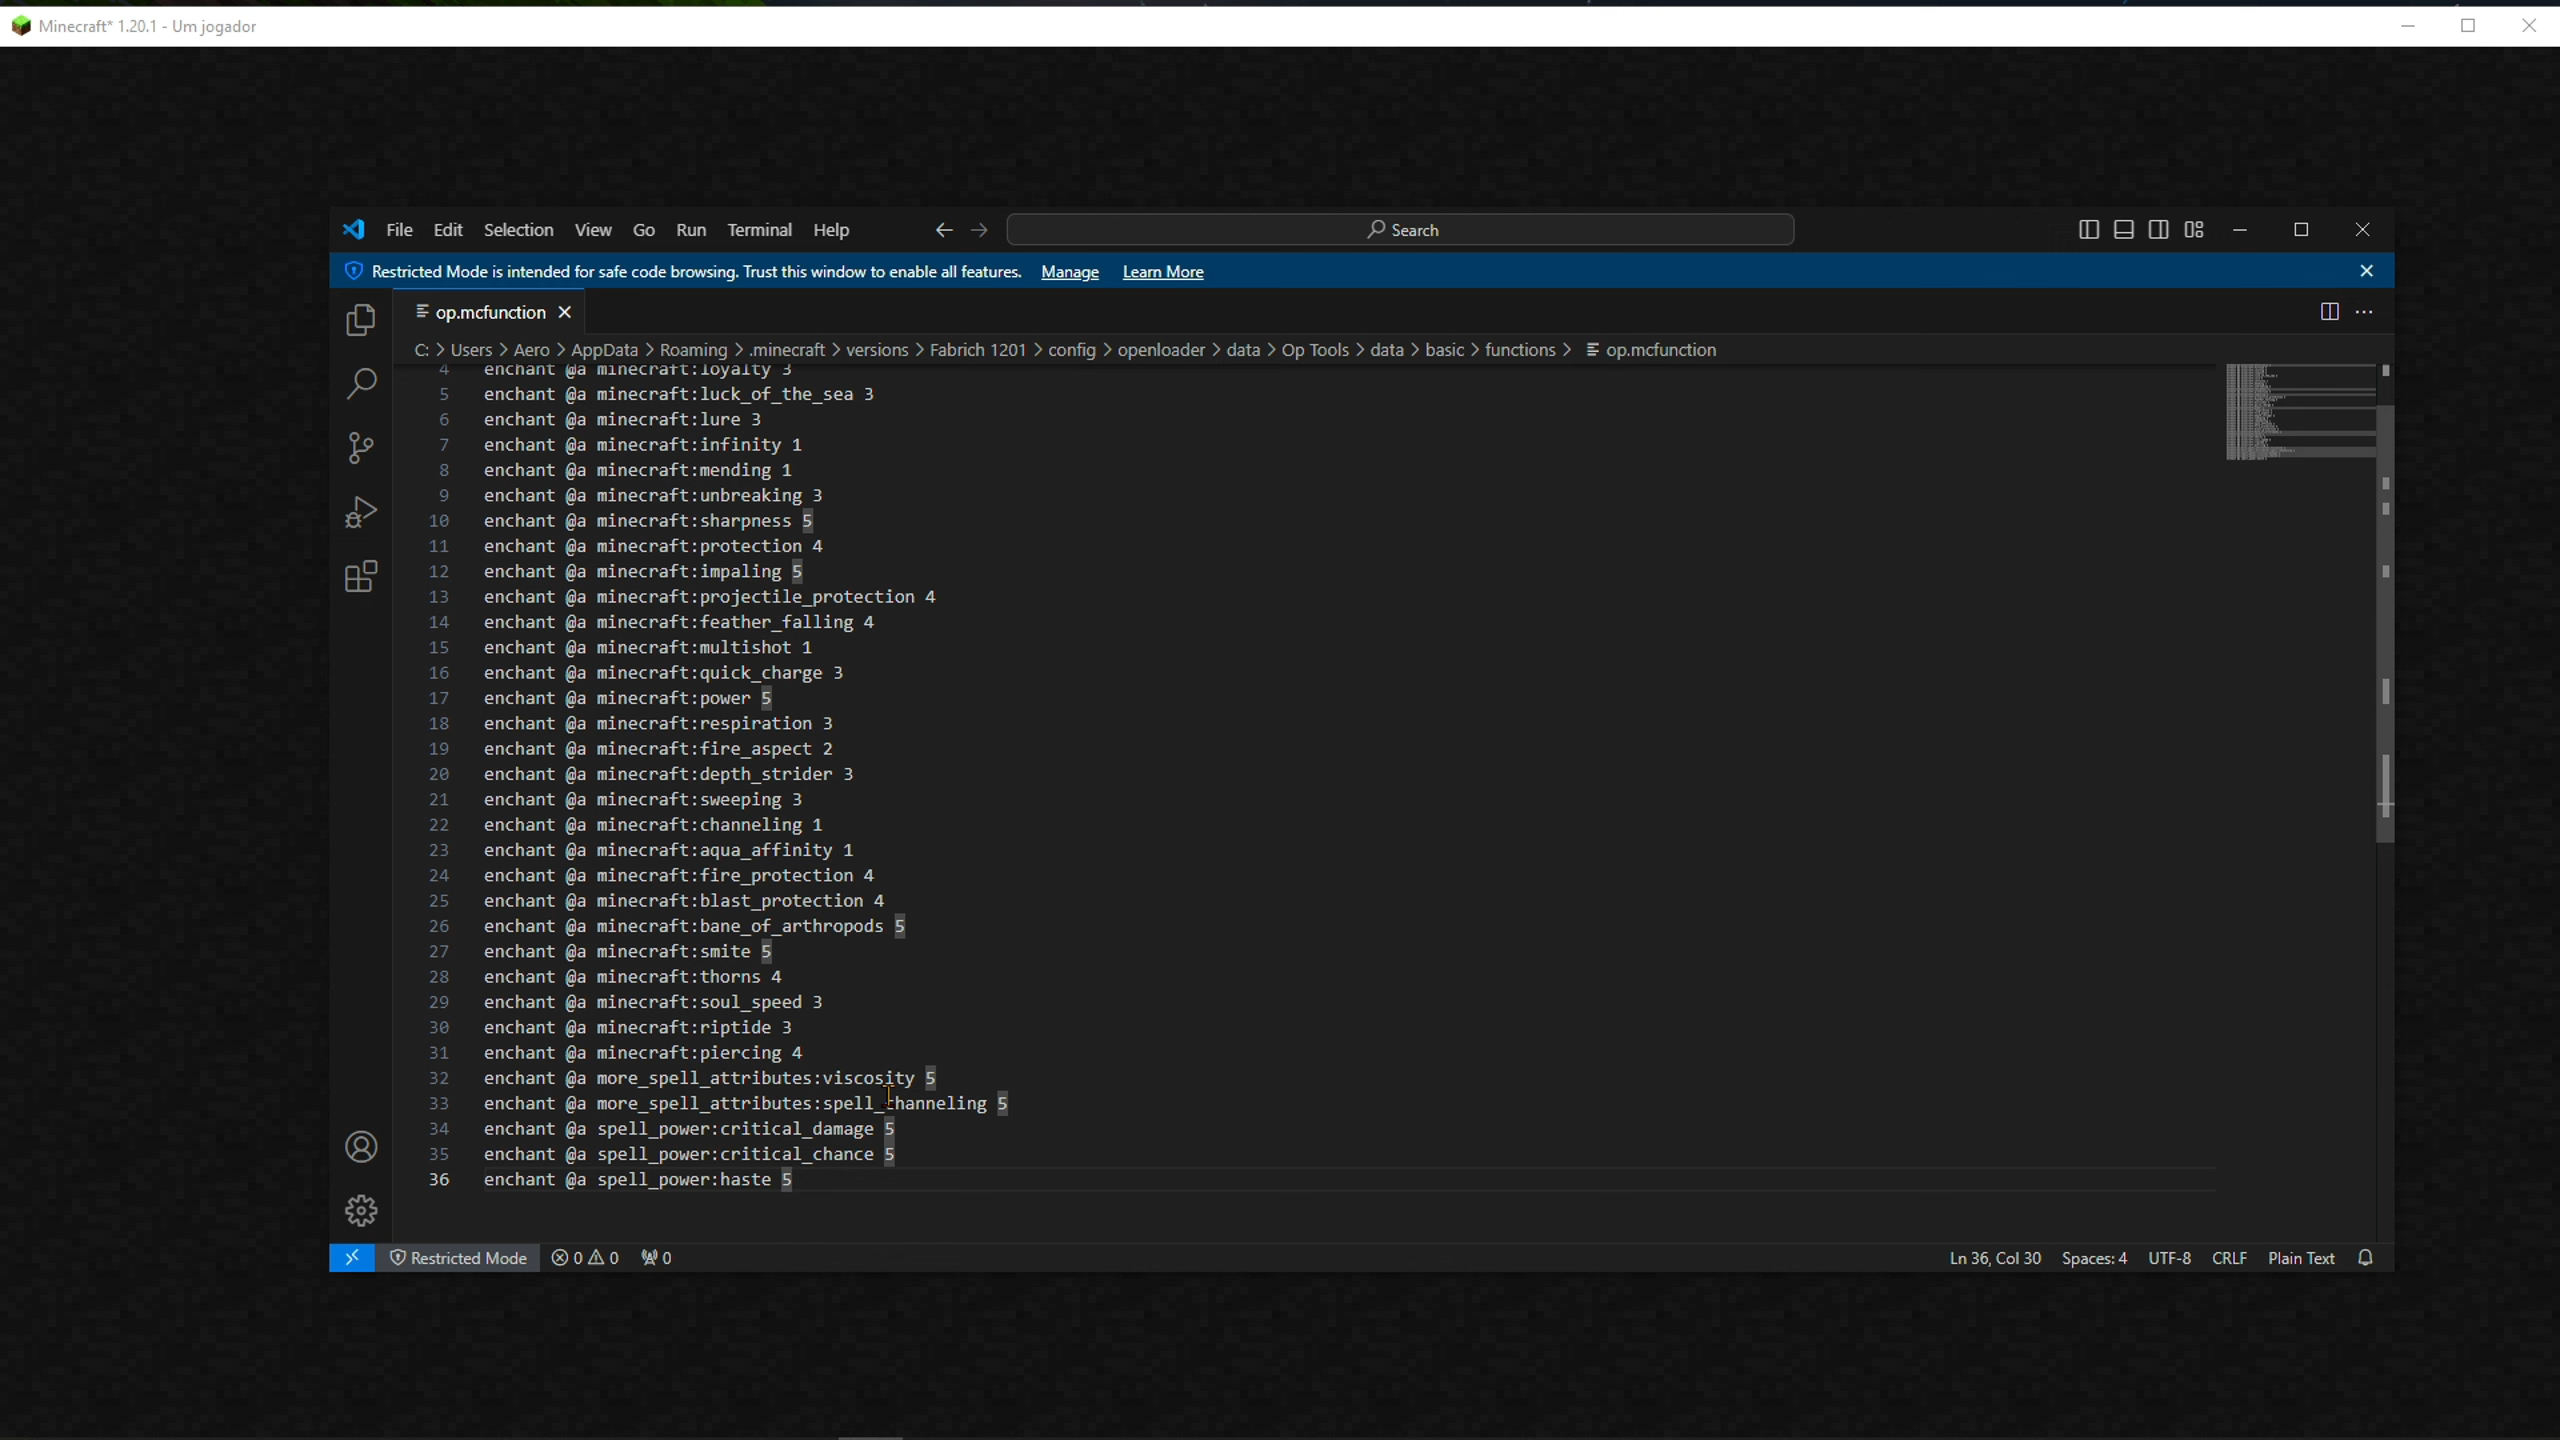 Minecraft* 1.20.1 - Um jogador
File Edit Selection View Go Run Terminal Help Search
Restricted Mode is intended for safe code browsing. Trust this window to enable all features. Manage Learn More
op.mcfunction
C: > Users > Aero > AppData > Roaming > .minecraft > versions > Fabrich 1201 > config > openloader > data > Op Tools > data > basic > functions > op.mcfunction
4 enchant @a minecraft:loyalty 3
5 enchant @a minecraft:luck_of_the_sea 3
6 enchant @a minecraft:lure 3
7 enchant @a minecraft:infinity 1
8 enchant @a minecraft:mending 1
9 enchant @a minecraft:unbreaking 3
10 enchant @a minecraft:sharpness 5
11 enchant @a minecraft:protection 4
12 enchant @a minecraft:impaling 5
13 enchant @a minecraft:projectile_protection 4
14 enchant @a minecraft:feather_falling 4
15 enchant @a minecraft:multishot 1
16 enchant @a minecraft:quick_charge 3
17 enchant @a minecraft:power 5
18 enchant @a minecraft:respiration 3
19 enchant @a minecraft:fire_aspect 2
20 enchant @a minecraft:depth_strider 3
21 enchant @a minecraft:sweeping 3
22 enchant @a minecraft:channeling 1
23 enchant @a minecraft:aqua_affinity 1
24 enchant @a minecraft:fire_protection 4
25 enchant @a minecraft:blast_protection 4
26 enchant @a minecraft:bane_of_arthropods 5
27 enchant @a minecraft:smite 5
28 enchant @a minecraft:thorns 4
29 enchant @a minecraft:soul_speed 3
30 enchant @a minecraft:riptide 3
31 enchant @a minecraft:piercing 4
32 enchant @a more_spell_attributes:viscosity 5
33 enchant @a more_spell_attributes:spell_channeling 5
34 enchant @a spell_power:critical_damage 5
35 enchant @a spell_power:critical_chance 5
36 enchant @a spell_power:haste 5
Restricted Mode 0 0 0 Ln 36, Col 30 Spaces: 4 UTF-8 CRLF Plain Text